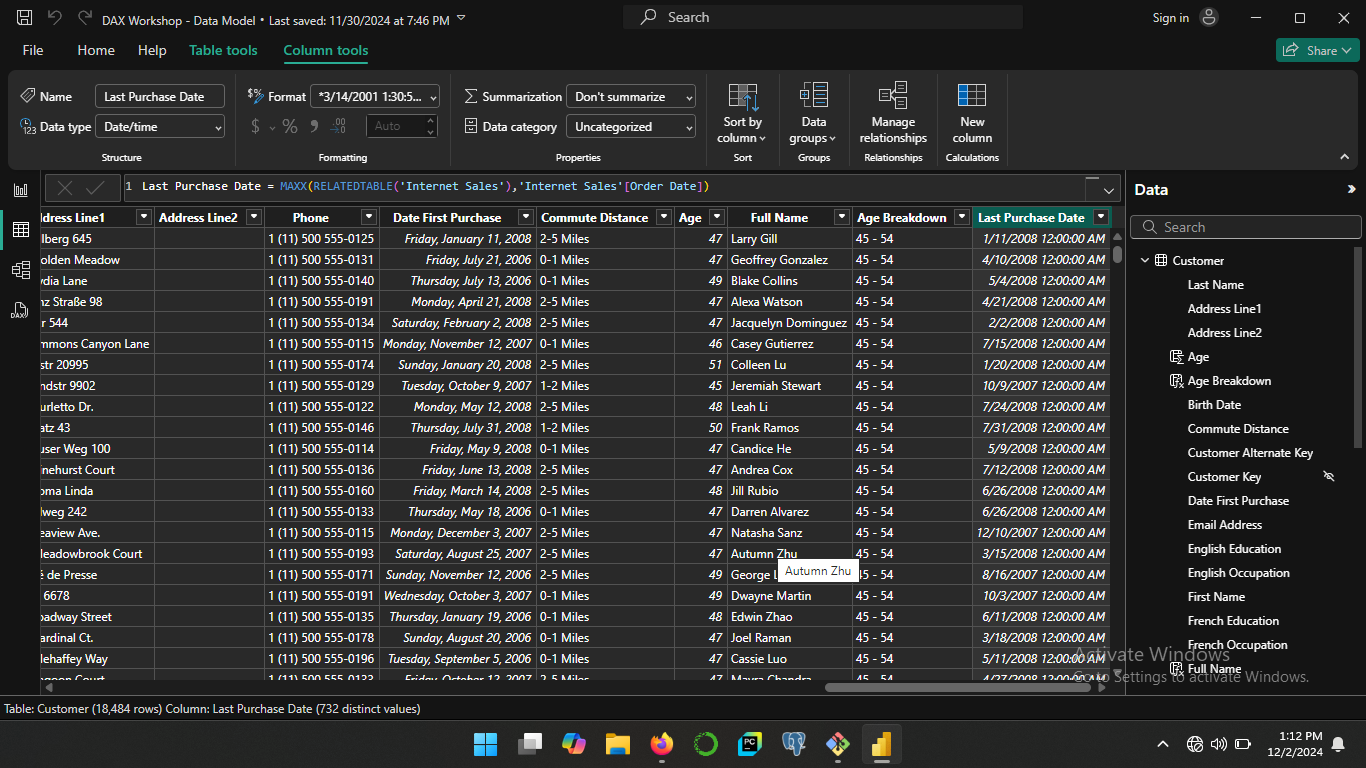 DAX Workshop - Data Model • Last saved: 11/30/2024 at 7:46 PM
Search
Sign in
File Home Help Table tools Column tools
Share
Name Last Purchase Date
Data type Date/time
Structure
Format *3/14/2001 1:30:5...
$ % 9 .00 Auto
Formatting
Summarization Don't summarize
Data category Uncategorized
Properties
Sort by
column
Sort
Data
groups
Groups
Manage
relationships
Relationships
New
column
Calculations
1 Last Purchase Date = MAXX(RELATEDTABLE('Internet Sales'),'Internet Sales'[Order Date])
ddress Line1 Address Line2 Phone Date First Purchase Commute Distance Age Full Name Age Breakdown Last Purchase Date
lberg 645 1 (11) 500 555-0125 Friday, January 11, 2008 2-5 Miles 47 Larry Gill 45 - 54 1/11/2008 12:00:00 AM
olden Meadow 1 (11) 500 555-0131 Friday, July 21, 2006 0-1 Miles 47 Geoffrey Gonzalez 45 - 54 4/10/2008 12:00:00 AM
ydia Lane 1 (11) 500 555-0140 Thursday, July 13, 2006 0-1 Miles 49 Blake Collins 45 - 54 5/4/2008 12:00:00 AM
nz Straße 98 1 (11) 500 555-0191 Monday, April 21, 2008 2-5 Miles 47 Alexa Watson 45 - 54 4/21/2008 12:00:00 AM
r 544 1 (11) 500 555-0134 Saturday, February 2, 2008 2-5 Miles 47 Jacquelyn Dominguez 45 - 54 2/2/2008 12:00:00 AM
mmons Canyon Lane 1 (11) 500 555-0115 Monday, November 12, 2007 0-1 Miles 46 Casey Gutierrez 45 - 54 7/15/2008 12:00:00 AM
str 20995 1 (11) 500 555-0174 Sunday, January 20, 2008 2-5 Miles 51 Colleen Lu 45 - 54 1/20/2008 12:00:00 AM
ndstr 9902 1 (11) 500 555-0129 Tuesday, October 9, 2007 1-2 Miles 45 Jeremiah Stewart 45 - 54 10/9/2007 12:00:00 AM
urletto Dr. 1 (11) 500 555-0122 Monday, May 12, 2008 2-5 Miles 48 Leah Li 45 - 54 7/24/2008 12:00:00 AM
atz 43 1 (11) 500 555-0146 Thursday, July 31, 2008 1-2 Miles 50 Frank Ramos 45 - 54 7/31/2008 12:00:00 AM
user Weg 100 1 (11) 500 555-0114 Friday, May 9, 2008 0-1 Miles 47 Candice He 45 - 54 5/9/2008 12:00:00 AM
nehurst Court 1 (11) 500 555-0136 Friday, June 13, 2008 2-5 Miles 47 Andrea Cox 45 - 54 7/12/2008 12:00:00 AM
oma Linda 1 (11) 500 555-0160 Friday, March 14, 2008 2-5 Miles 48 Jill Rubio 45 - 54 6/26/2008 12:00:00 AM
lweg 242 1 (11) 500 555-0133 Thursday, May 18, 2006 0-1 Miles 47 Darren Alvarez 45 - 54 6/26/2008 12:00:00 AM
eaview Ave. 1 (11) 500 555-0115 Monday, December 3, 2007 2-5 Miles 47 Natasha Sanz 45 - 54 12/10/2007 12:00:00 AM
leadowbrook Court 1 (11) 500 555-0193 Saturday, August 25, 2007 2-5 Miles 47 Autumn Zhu 45 - 54 3/15/2008 12:00:00 AM
é de Presse 1 (11) 500 555-0171 Sunday, November 12, 2006 2-5 Miles 49 George L 45 - 54 8/16/2007 12:00:00 AM
Autumn Zhu
6678 1 (11) 500 555-0191 Wednesday, October 3, 2007 0-1 Miles 49 Dwayne Martin 45 - 54 10/3/2007 12:00:00 AM
oadway Street 1 (11) 500 555-0135 Thursday, January 19, 2006 0-1 Miles 48 Edwin Zhao 45 - 54 6/11/2008 12:00:00 AM
ardinal Ct. 1 (11) 500 555-0178 Sunday, August 20, 2006 0-1 Miles 47 Joel Raman 45 - 54 3/18/2008 12:00:00 AM
lehaffey Way 1 (11) 500 555-0196 Tuesday, September 5, 2006 0-1 Miles 47 Cassie Luo 45 - 54 5/11/2008 12:00:00 AM
1 (11) 500 555-0133 Friday, October 12, 2007 2-5 Miles 47 Mayra Chandra 45 - 54 4/27/2008 12:00:00 AM
Data
Search
Customer
Last Name
Address Line1
Address Line2
Age
Age Breakdown
Birth Date
Commute Distance
Customer Alternate Key
Customer Key
Date First Purchase
Email Address
English Education
English Occupation
First Name
French Education
French Occupation
Full Name
Activate Windows
Go to Settings to activate Windows.
Table: Customer (18,484 rows) Column: Last Purchase Date (732 distinct values)
1:12 PM
12/2/2024